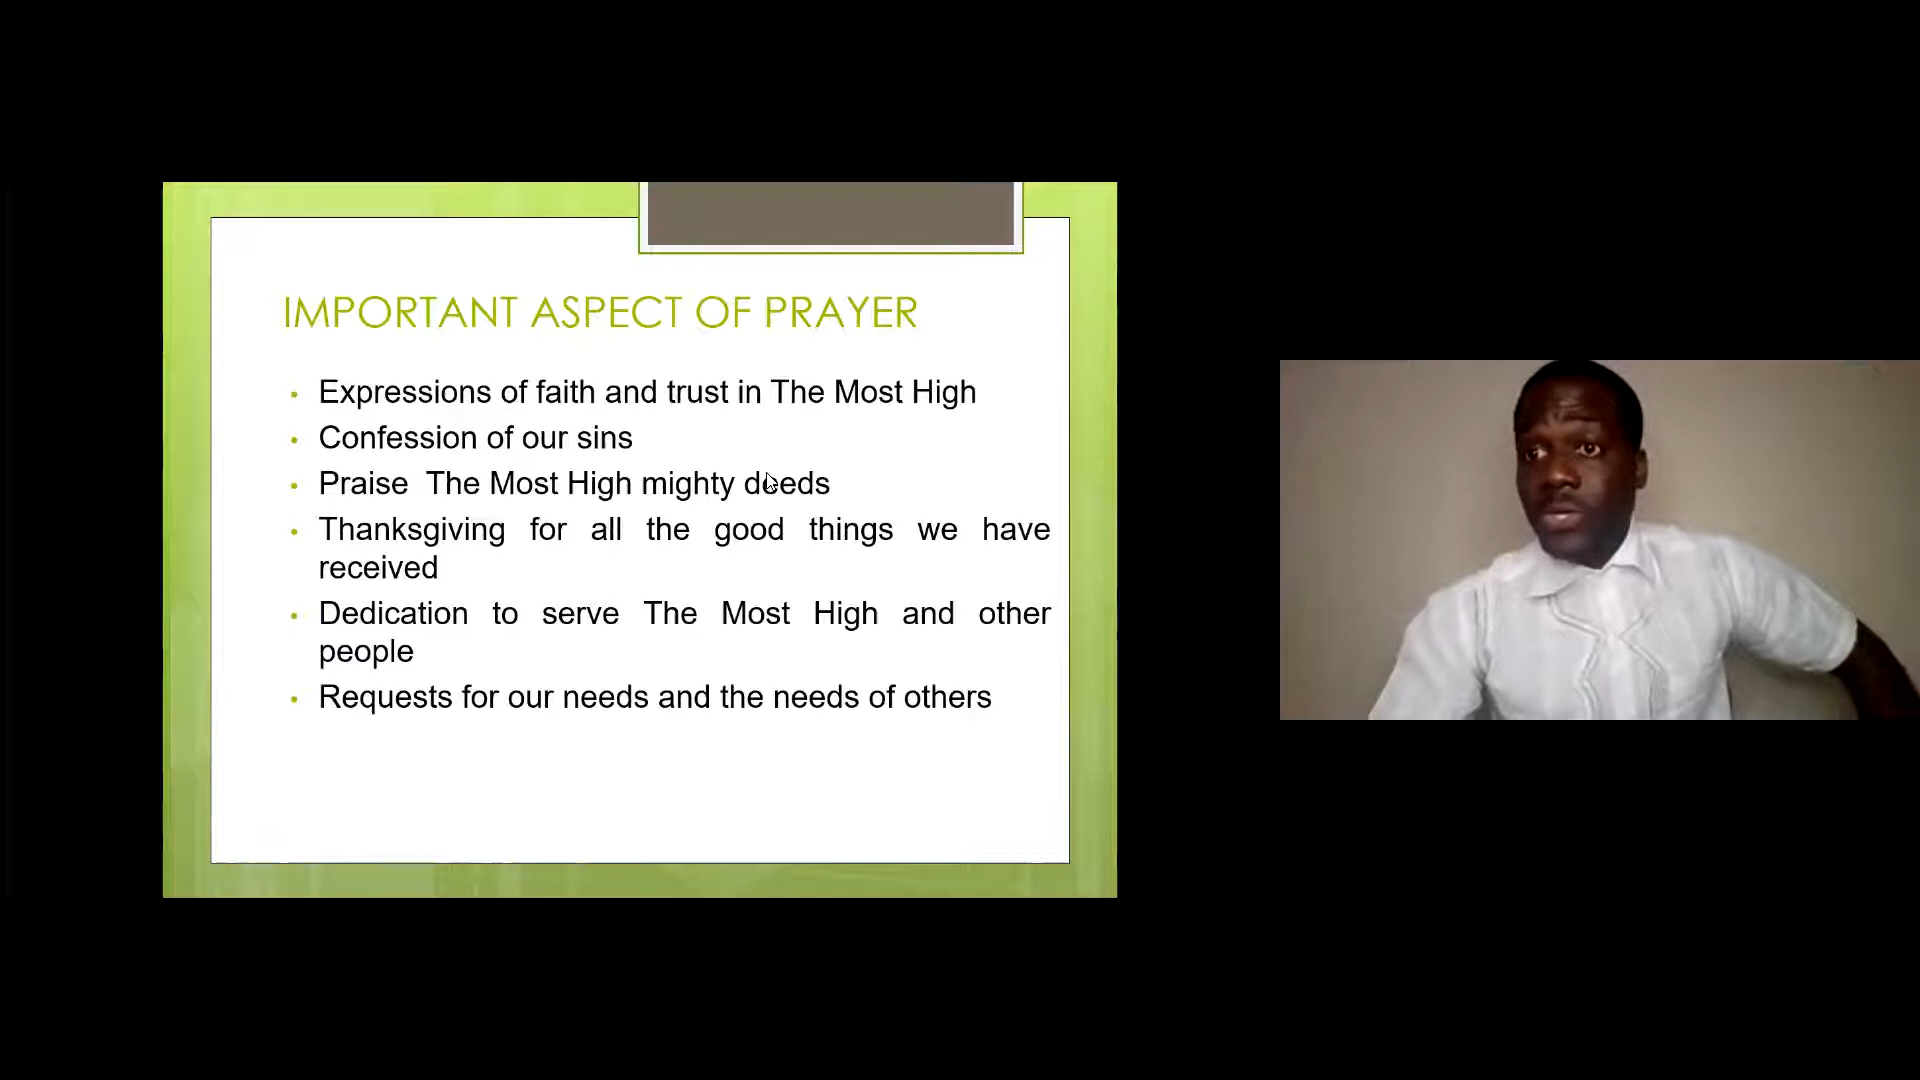 IMPORTANT ASPECT OF PRAYER
• Expressions of faith and trust in The Most High
• Confession of our sins
• Praise  The Most High mighty deeds
• Thanksgiving for all the good things we have
received
• Dedication to serve The Most High and other
people
• Requests for our needs and the needs of others